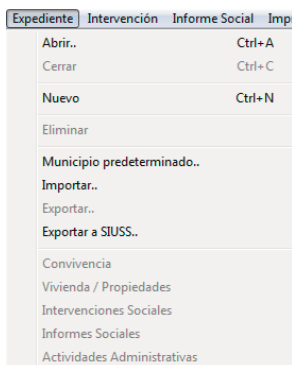 Expediente Intervención Informe Social Imp
Abrir.. Ctrl+A
Cerrar Ctrl+C
Nuevo Ctrl+N
Eliminar
Municipio predeterminado..
Importar..
Exportar..
Exportar a SIUSS..
Convivencia
Vivienda / Propiedades
Intervenciones Sociales
Informes Sociales
Actividades Administrativas